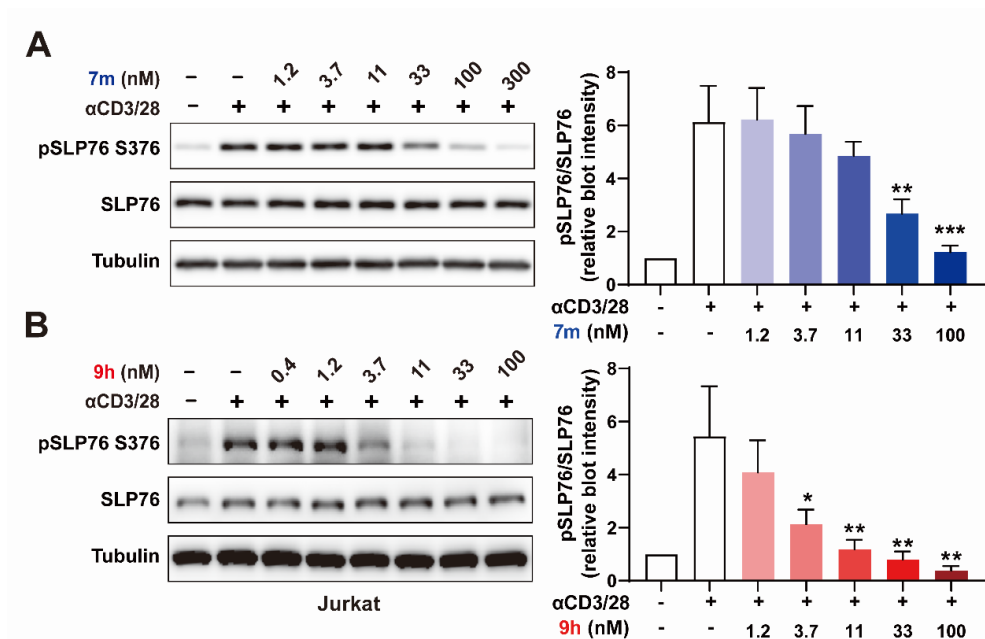 A
7m (nM) – – 1.2 3.7 11 33 100 300
αCD3/28 – + + + + + + +
pSLP76 S376
SLP76
Tubulin
pSLP76/SLP76
(relative blot intensity)
8
6
4
2
0
** ***
αCD3/28 - + + + + + +
7m (nM) - - 1.2 3.7 11 33 100
B
9h (nM) – – 0.4 1.2 3.7 11 33 100
αCD3/28 – + + + + + + +
pSLP76 S376
SLP76
Tubulin
Jurkat
pSLP76/SLP76
(relative blot intensity)
8
6
4
2
0
* ** ** **
αCD3/28 - + + + + + +
9h (nM) - - 1.2 3.7 11 33 100